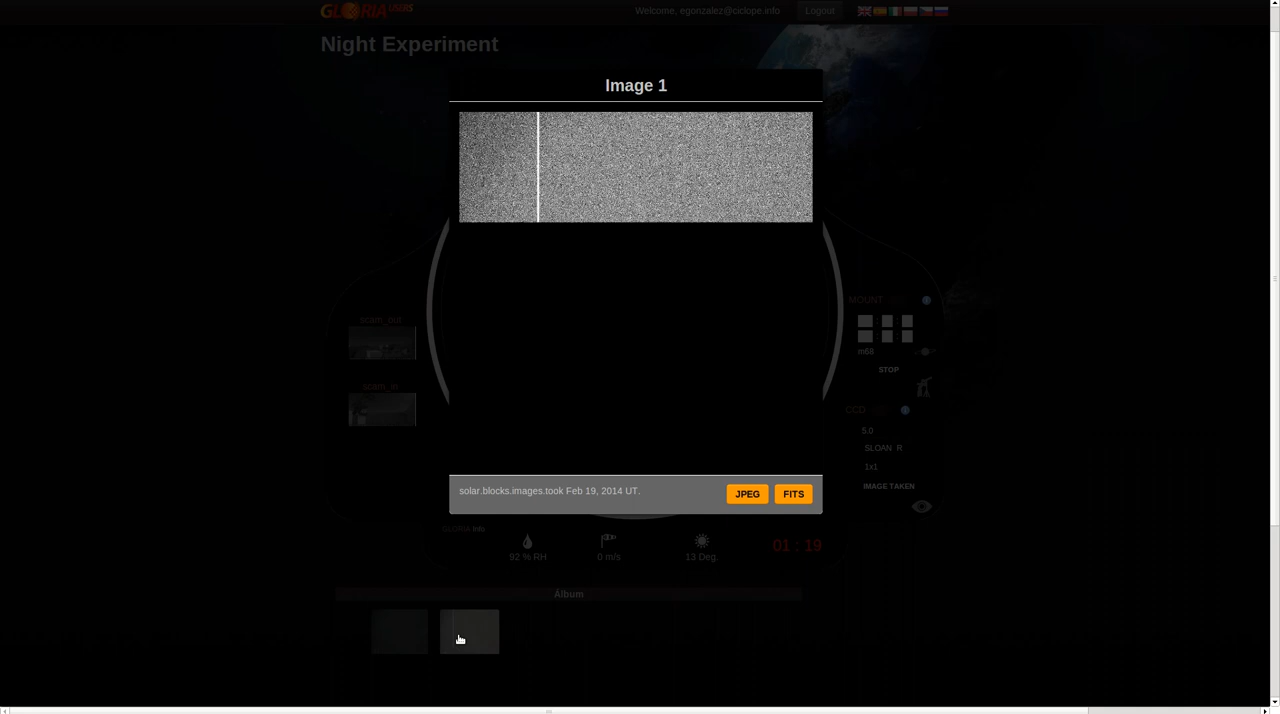 GLORIA USERS
Welcome, egonzalez@ciclope.info
Logout
Night Experiment
Image 1
scam_out
scam_in
MOUNT
m58
STOP
CCD
5.0
SLOAN R
1x1
IMAGE TAKEN
solar.blocks.images.took Feb 19, 2014 UT.
JPEG
FITS
GLORIA Info
92 % RH
0 m/s
13 Deg.
01 : 19
Álbum